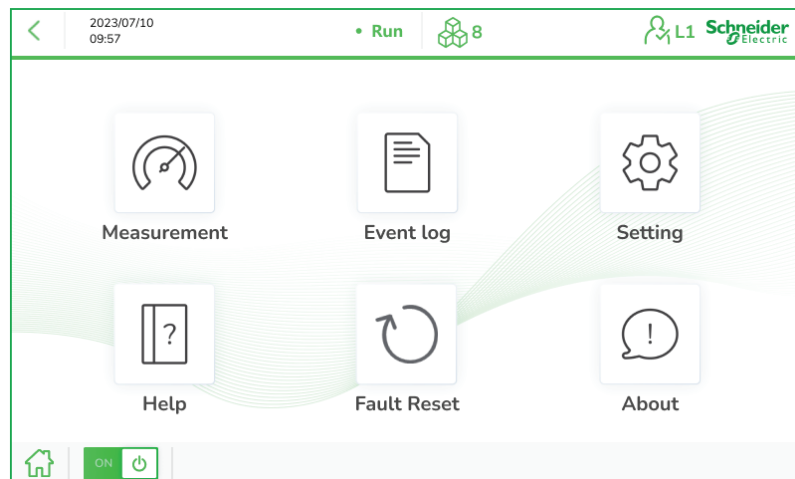 2023/07/10
09:57
• Run
8
L1
Schneider
Electric
Measurement
Event log
Setting
?
!
Help
Fault Reset
About
ON